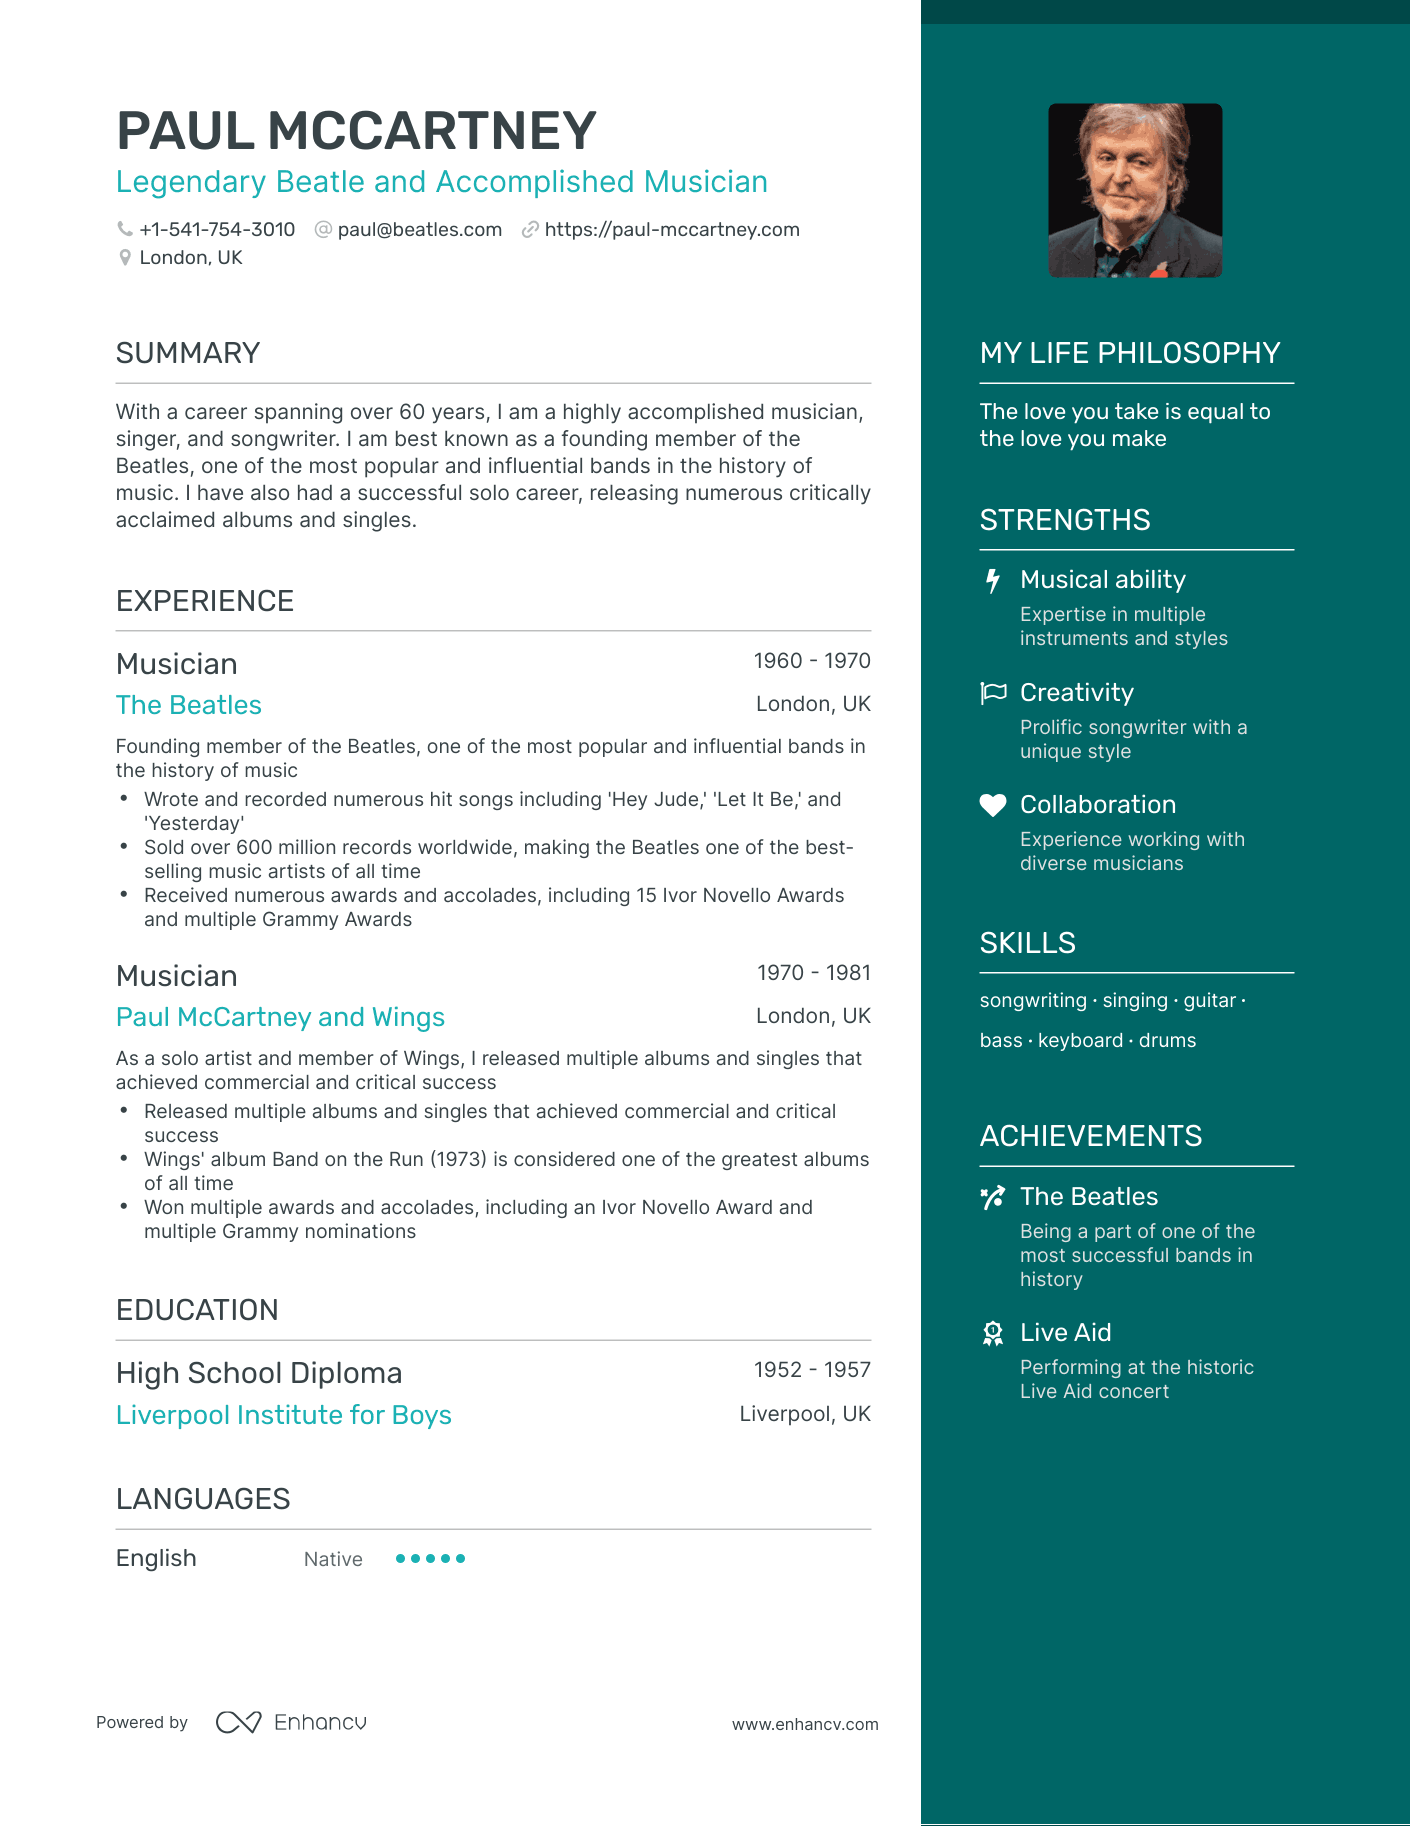 PAUL MCCARTNEY
Legendary Beatle and Accomplished Musician
+1-541-754-3010 paul@beatles.com https://paul-mccartney.com
London, UK
SUMMARY
With a career spanning over 60 years, I am a highly accomplished musician,
singer, and songwriter. I am best known as a founding member of the
Beatles, one of the most popular and influential bands in the history of
music. I have also had a successful solo career, releasing numerous critically
acclaimed albums and singles.
EXPERIENCE
Musician 1960 - 1970
The Beatles London, UK
Founding member of the Beatles, one of the most popular and influential bands in
the history of music
• Wrote and recorded numerous hit songs including 'Hey Jude,' 'Let It Be,' and
'Yesterday'
• Sold over 600 million records worldwide, making the Beatles one of the best-
selling music artists of all time
• Received numerous awards and accolades, including 15 Ivor Novello Awards
and multiple Grammy Awards
Musician 1970 - 1981
Paul McCartney and Wings London, UK
As a solo artist and member of Wings, I released multiple albums and singles that
achieved commercial and critical success
• Released multiple albums and singles that achieved commercial and critical
success
• Wings' album Band on the Run (1973) is considered one of the greatest albums
of all time
• Won multiple awards and accolades, including an Ivor Novello Award and
multiple Grammy nominations
EDUCATION
High School Diploma 1952 - 1957
Liverpool Institute for Boys Liverpool, UK
LANGUAGES
English Native
Powered by Enhancv www.enhancv.com
MY LIFE PHILOSOPHY
The love you take is equal to
the love you make
STRENGTHS
Musical ability
Expertise in multiple
instruments and styles
Creativity
Prolific songwriter with a
unique style
Collaboration
Experience working with
diverse musicians
SKILLS
songwriting · singing · guitar ·
bass · keyboard · drums
ACHIEVEMENTS
The Beatles
Being a part of one of the
most successful bands in
history
Live Aid
Performing at the historic
Live Aid concert